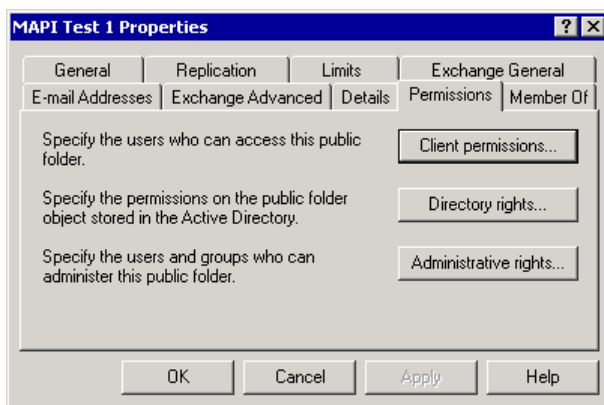 MAPI Test 1 Properties
General Replication Limits Exchange General
E-mail Addresses Exchange Advanced Details Permissions Member Of
Specify the users who can access this public
folder.
Client permissions...
Specify the permissions on the public folder
object stored in the Active Directory.
Directory rights...
Specify the users and groups who can
administer this public folder.
Administrative rights...
OK Cancel Apply Help